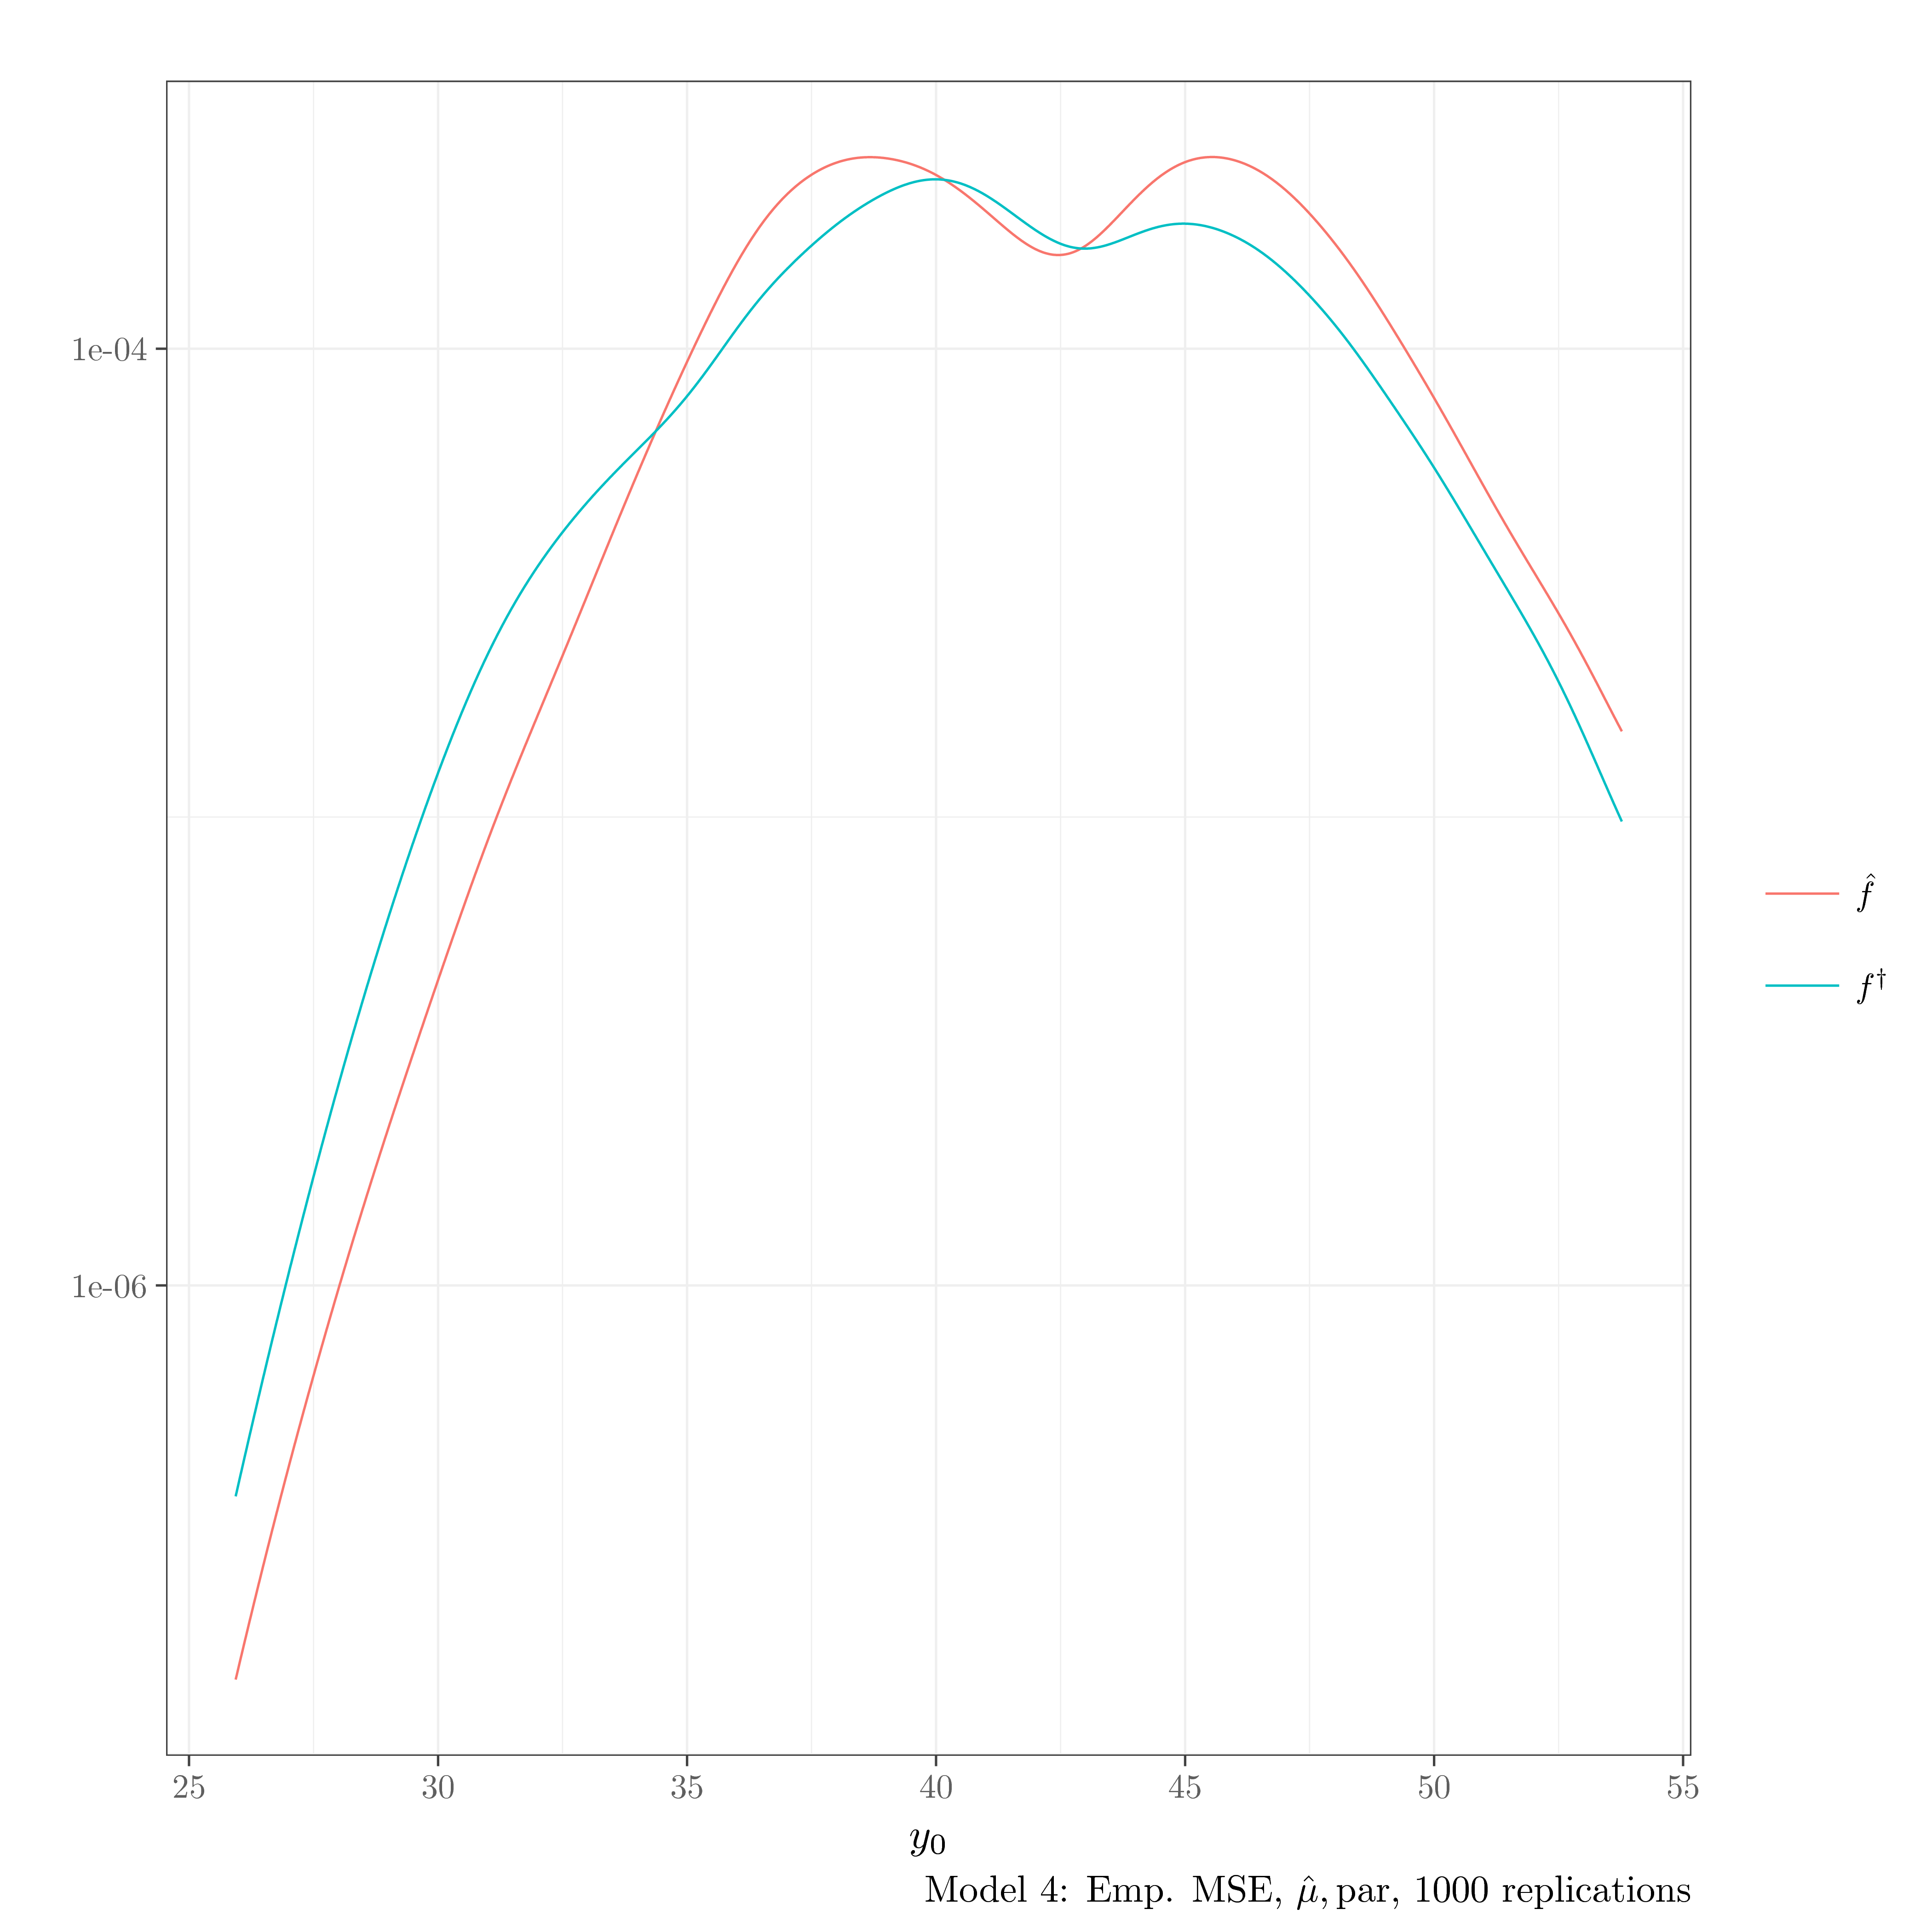 1e-04
1e-06
25 30 35 40 45 50 55
y₀
f̂
f†
Model 4: Emp. MSE, μ̂, par, 1000 replications